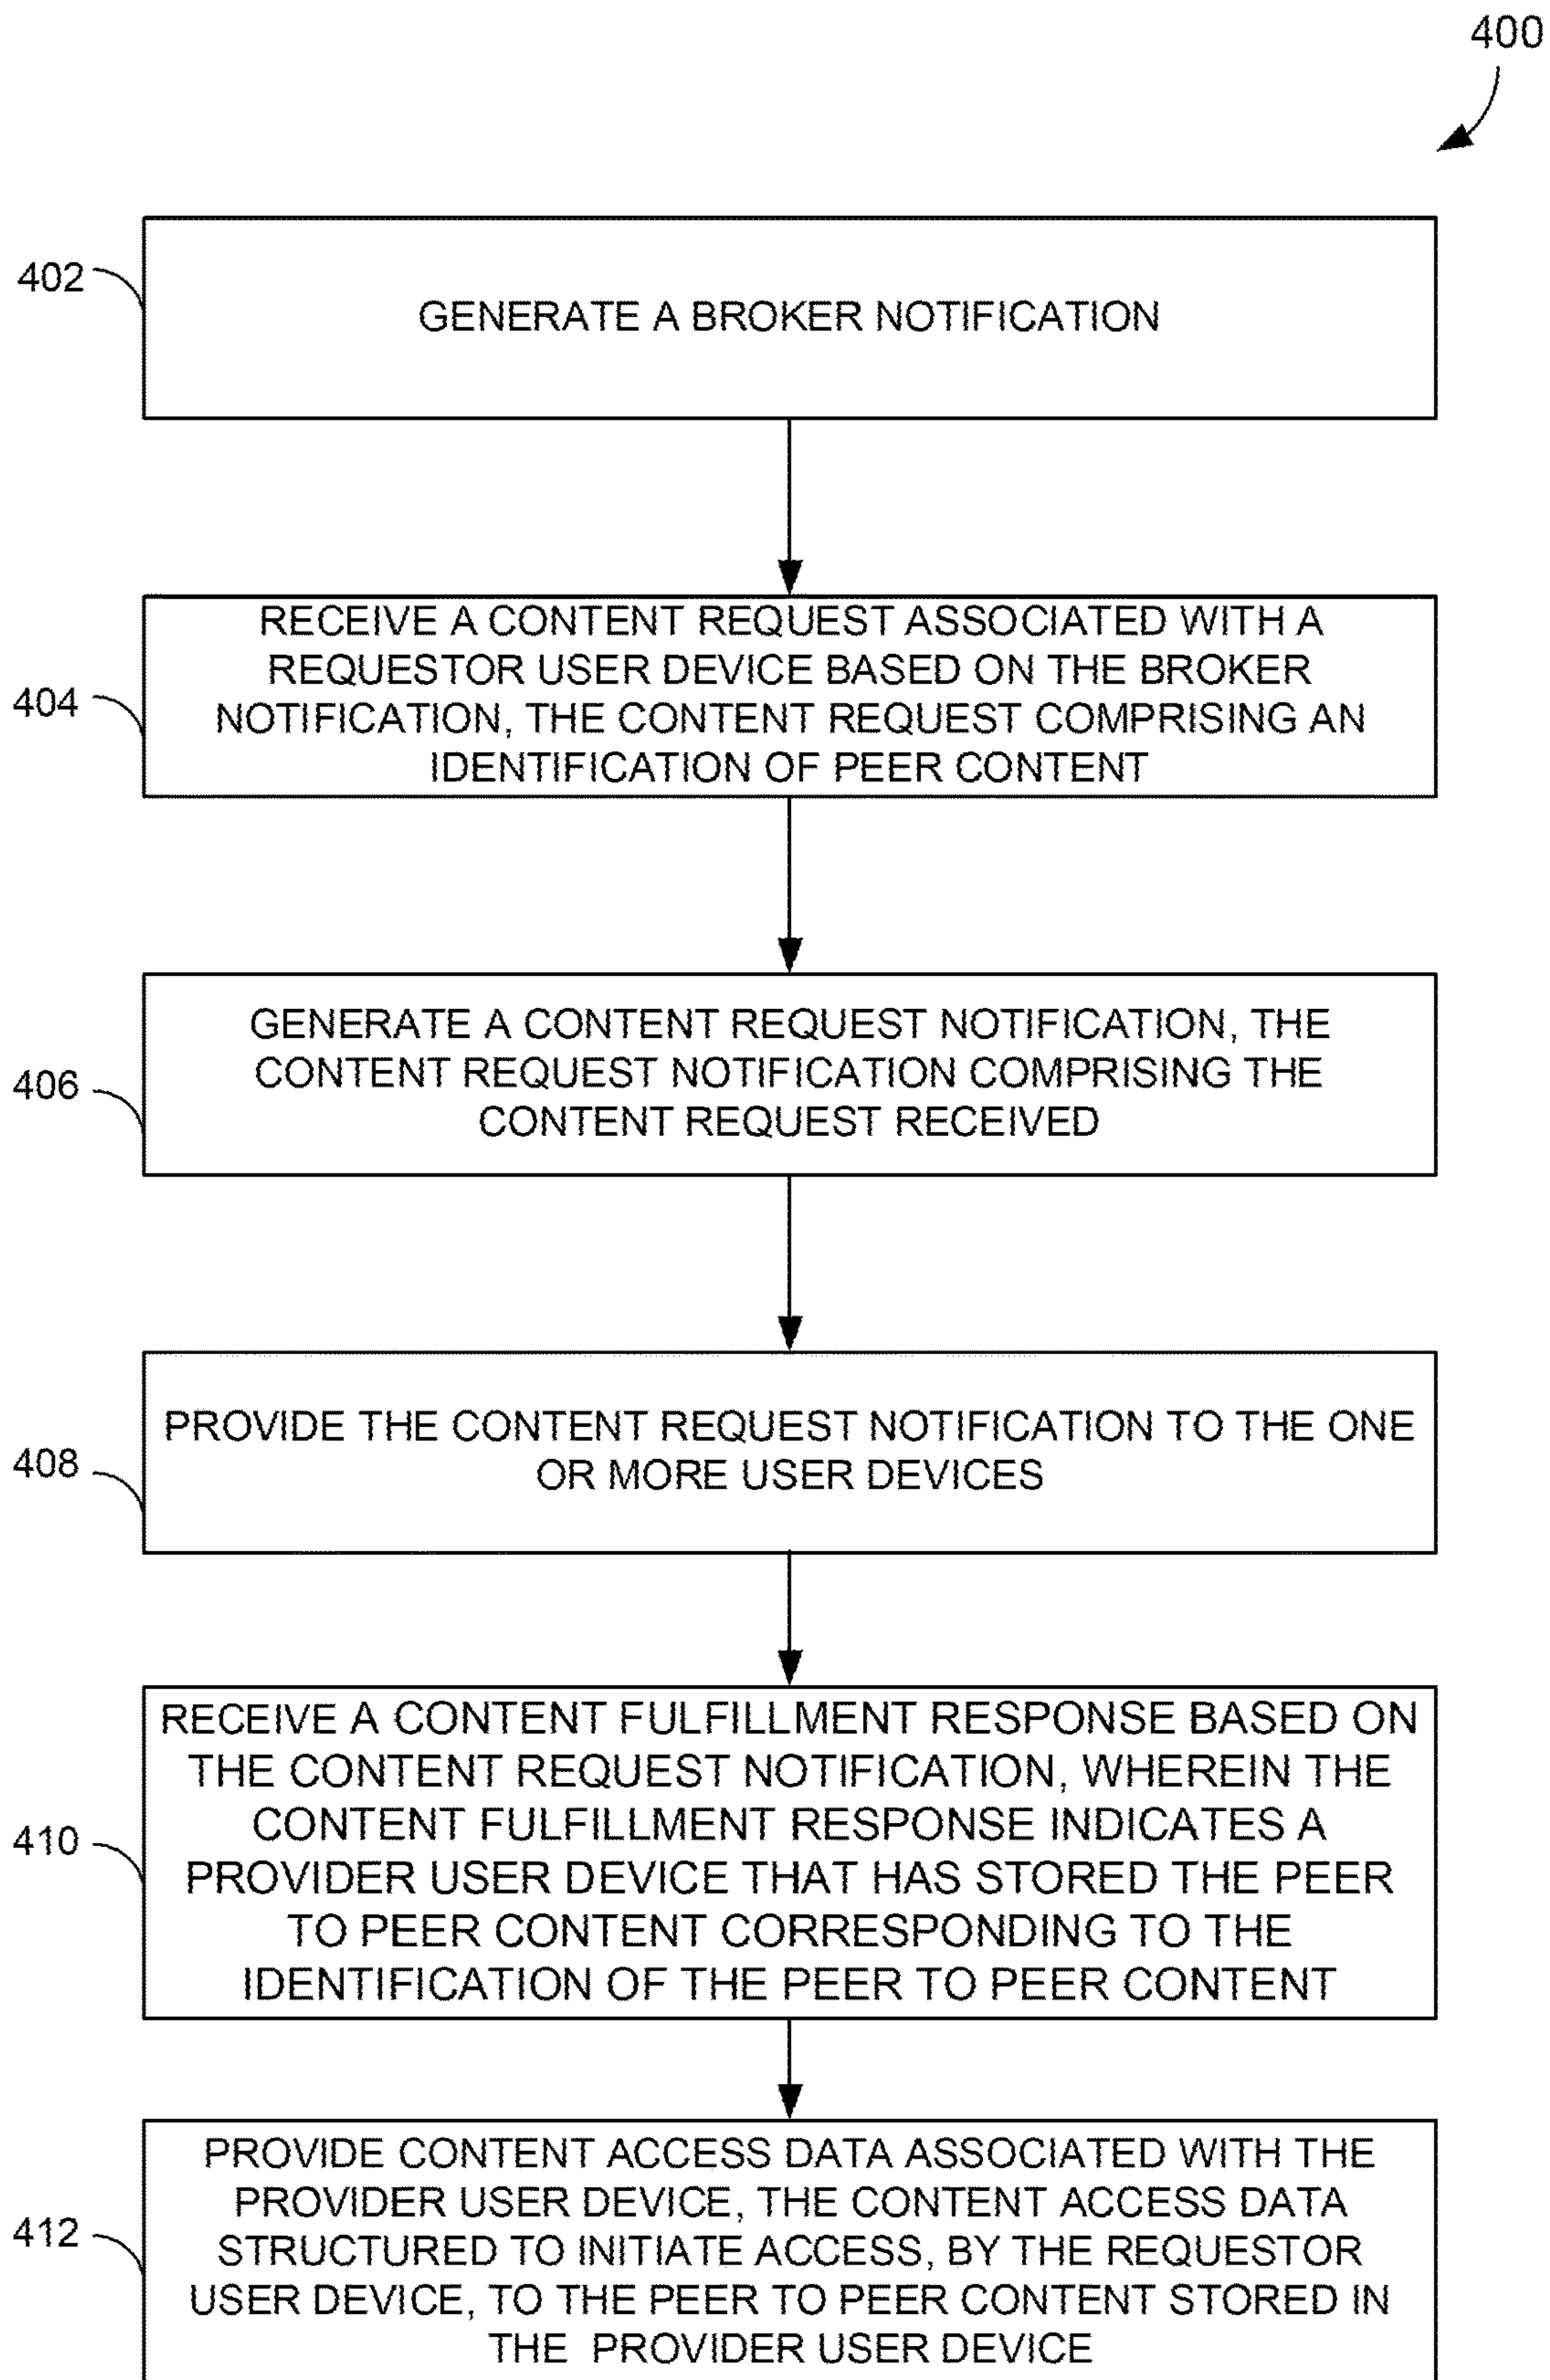 400
402
GENERATE A BROKER NOTIFICATION
404
RECEIVE A CONTENT REQUEST ASSOCIATED WITH A
REQUESTOR USER DEVICE BASED ON THE BROKER
NOTIFICATION, THE CONTENT REQUEST COMPRISING AN
IDENTIFICATION OF PEER CONTENT
406
GENERATE A CONTENT REQUEST NOTIFICATION, THE
CONTENT REQUEST NOTIFICATION COMPRISING THE
CONTENT REQUEST RECEIVED
408
PROVIDE THE CONTENT REQUEST NOTIFICATION TO THE ONE
OR MORE USER DEVICES
410
RECEIVE A CONTENT FULFILLMENT RESPONSE BASED ON
THE CONTENT REQUEST NOTIFICATION, WHEREIN THE
CONTENT FULFILLMENT RESPONSE INDICATES A
PROVIDER USER DEVICE THAT HAS STORED THE PEER
TO PEER CONTENT CORRESPONDING TO THE
IDENTIFICATION OF THE PEER TO PEER CONTENT
412
PROVIDE CONTENT ACCESS DATA ASSOCIATED WITH THE
PROVIDER USER DEVICE, THE CONTENT ACCESS DATA
STRUCTURED TO INITIATE ACCESS, BY THE REQUESTOR
USER DEVICE, TO THE PEER TO PEER CONTENT STORED IN
THE PROVIDER USER DEVICE